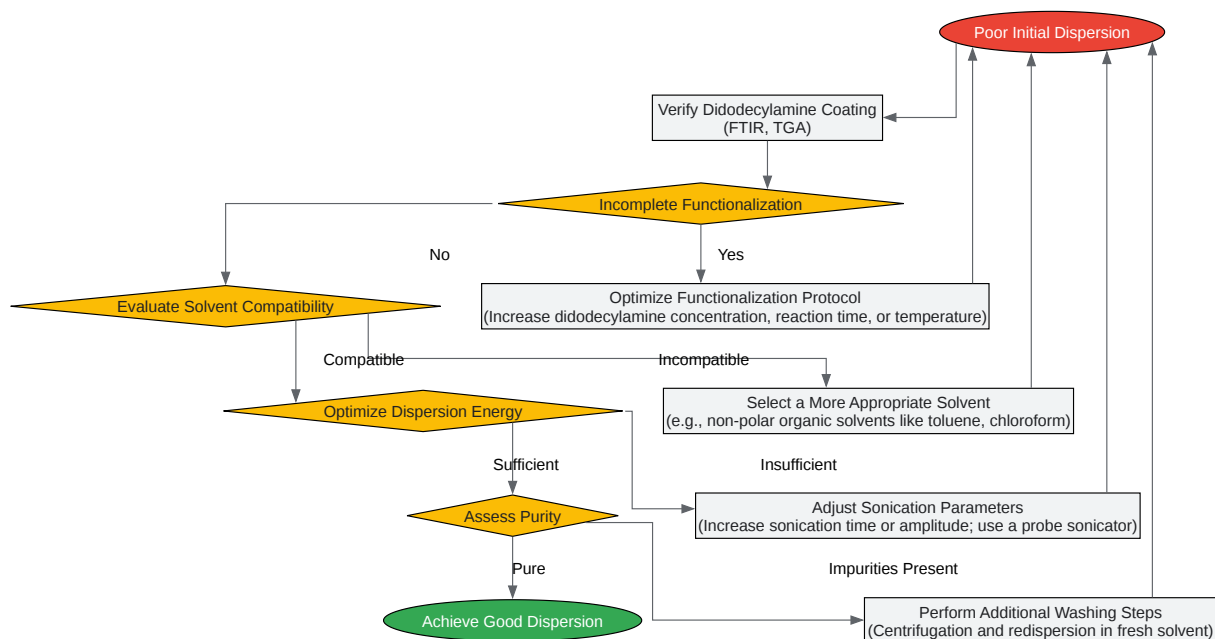 Poor Initial Dispersion
Verify Didodecylamine Coating
(FTIR, TGA)
Incomplete Functionalization
No
Yes
Evaluate Solvent Compatibility
Optimize Functionalization Protocol
(Increase didodecylamine concentration, reaction time, or temperature)
Compatible
Incompatible
Optimize Dispersion Energy
Select a More Appropriate Solvent
(e.g., non-polar organic solvents like toluene, chloroform)
Sufficient
Insufficient
Assess Purity
Adjust Sonication Parameters
(Increase sonication time or amplitude; use a probe sonicator)
Pure
Impurities Present
Achieve Good Dispersion
Perform Additional Washing Steps
(Centrifugation and redispersion in fresh solvent)